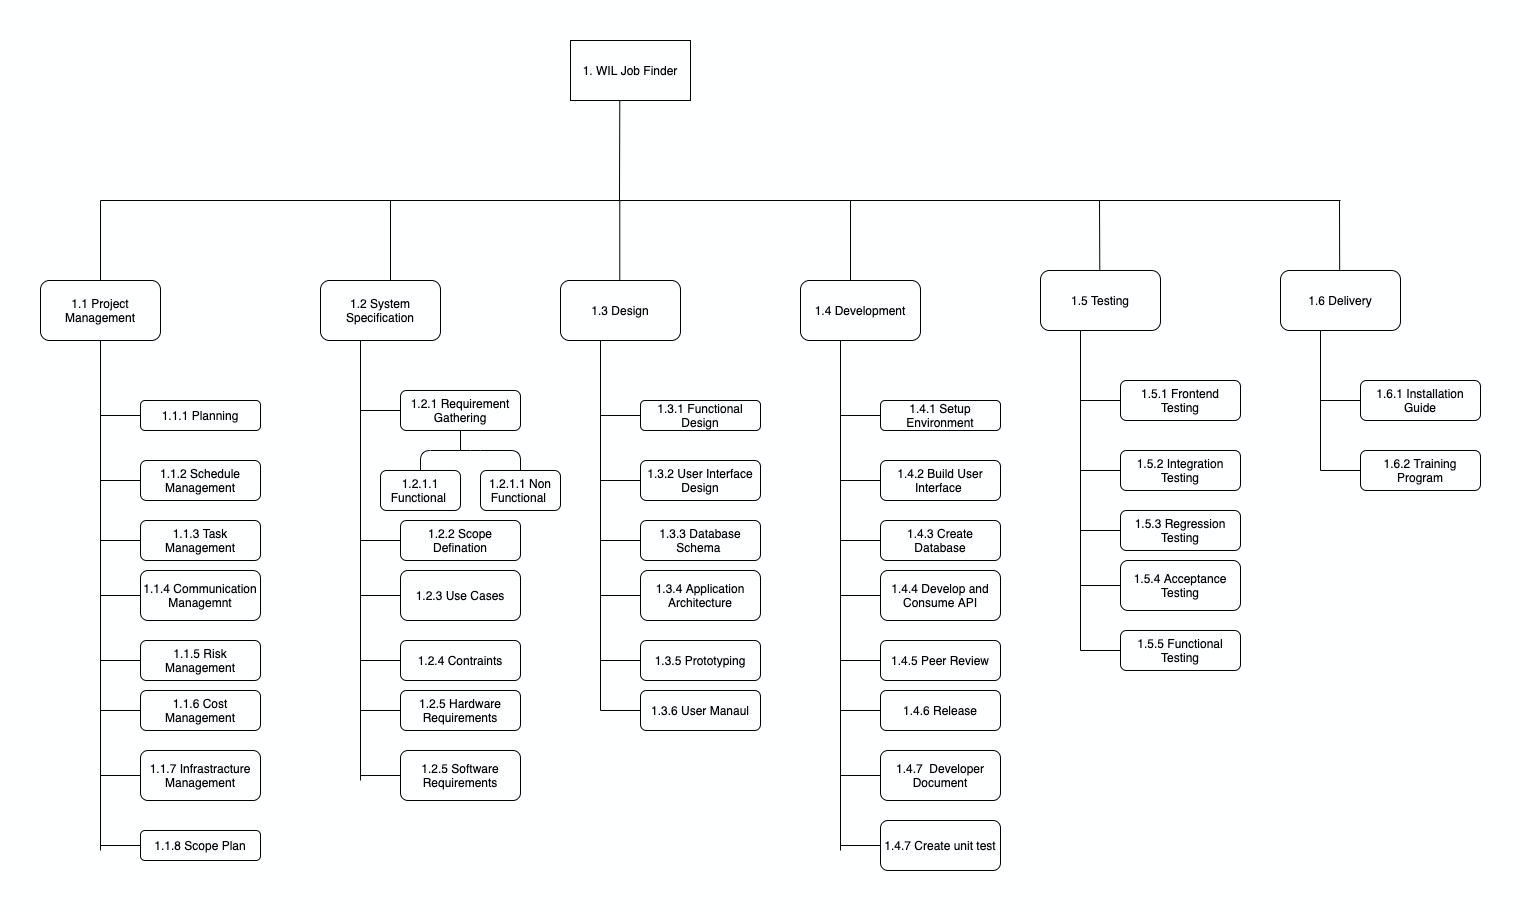 1. WIL Job Finder
1.1 Project
Management
1.1.1 Planning
1.1.2 Schedule
Management
1.1.3 Task
Management
1.1.4 Communication
Managemnt
1.1.5 Risk
Management
1.1.6 Cost
Management
1.1.7 Infrastracture
Management
1.1.8 Scope Plan
1.2 System
Specification
1.2.1 Requirement
Gathering
1.2.1.1
Functional
1.2.1.1 Non
Functional
1.2.2 Scope
Defination
1.2.3 Use Cases
1.2.4 Contraints
1.2.5 Hardware
Requirements
1.2.5 Software
Requirements
1.3 Design
1.3.1 Functional
Design
1.3.2 User Interface
Design
1.3.3 Database
Schema
1.3.4 Application
Architecture
1.3.5 Prototyping
1.3.6 User Manaul
1.4 Development
1.4.1 Setup
Environment
1.4.2 Build User
Interface
1.4.3 Create
Database
1.4.4 Develop and
Consume API
1.4.5 Peer Review
1.4.6 Release
1.4.7  Developer
Document
1.4.7 Create unit test
1.5 Testing
1.5.1 Frontend
Testing
1.5.2 Integration
Testing
1.5.3 Regression
Testing
1.5.4 Acceptance
Testing
1.5.5 Functional
Testing
1.6 Delivery
1.6.1 Installation
Guide
1.6.2 Training
Program